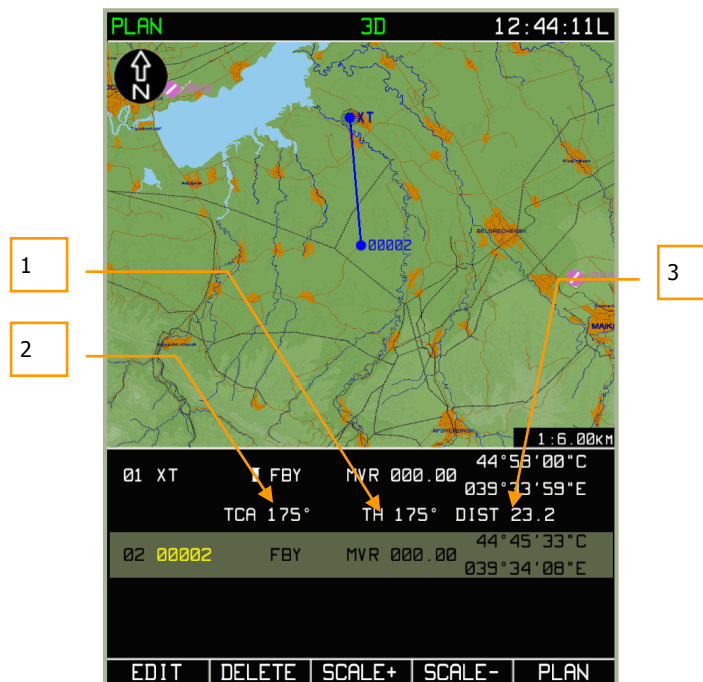 PLAN 3D 12:44:11L
N
XT
00002
BELORECHENSK
MAIK
APSHERONSK
1
2
3
1:6.00KM
01 XT FBY MVR 000.00 44°58'00"C
039°33'59"E
TCA 175° TH 175° DIST 23.2
02 00002 FBY MVR 000.00 44°45'33"C
039°34'08"E
EDIT DELETE SCALE+ SCALE- PLAN